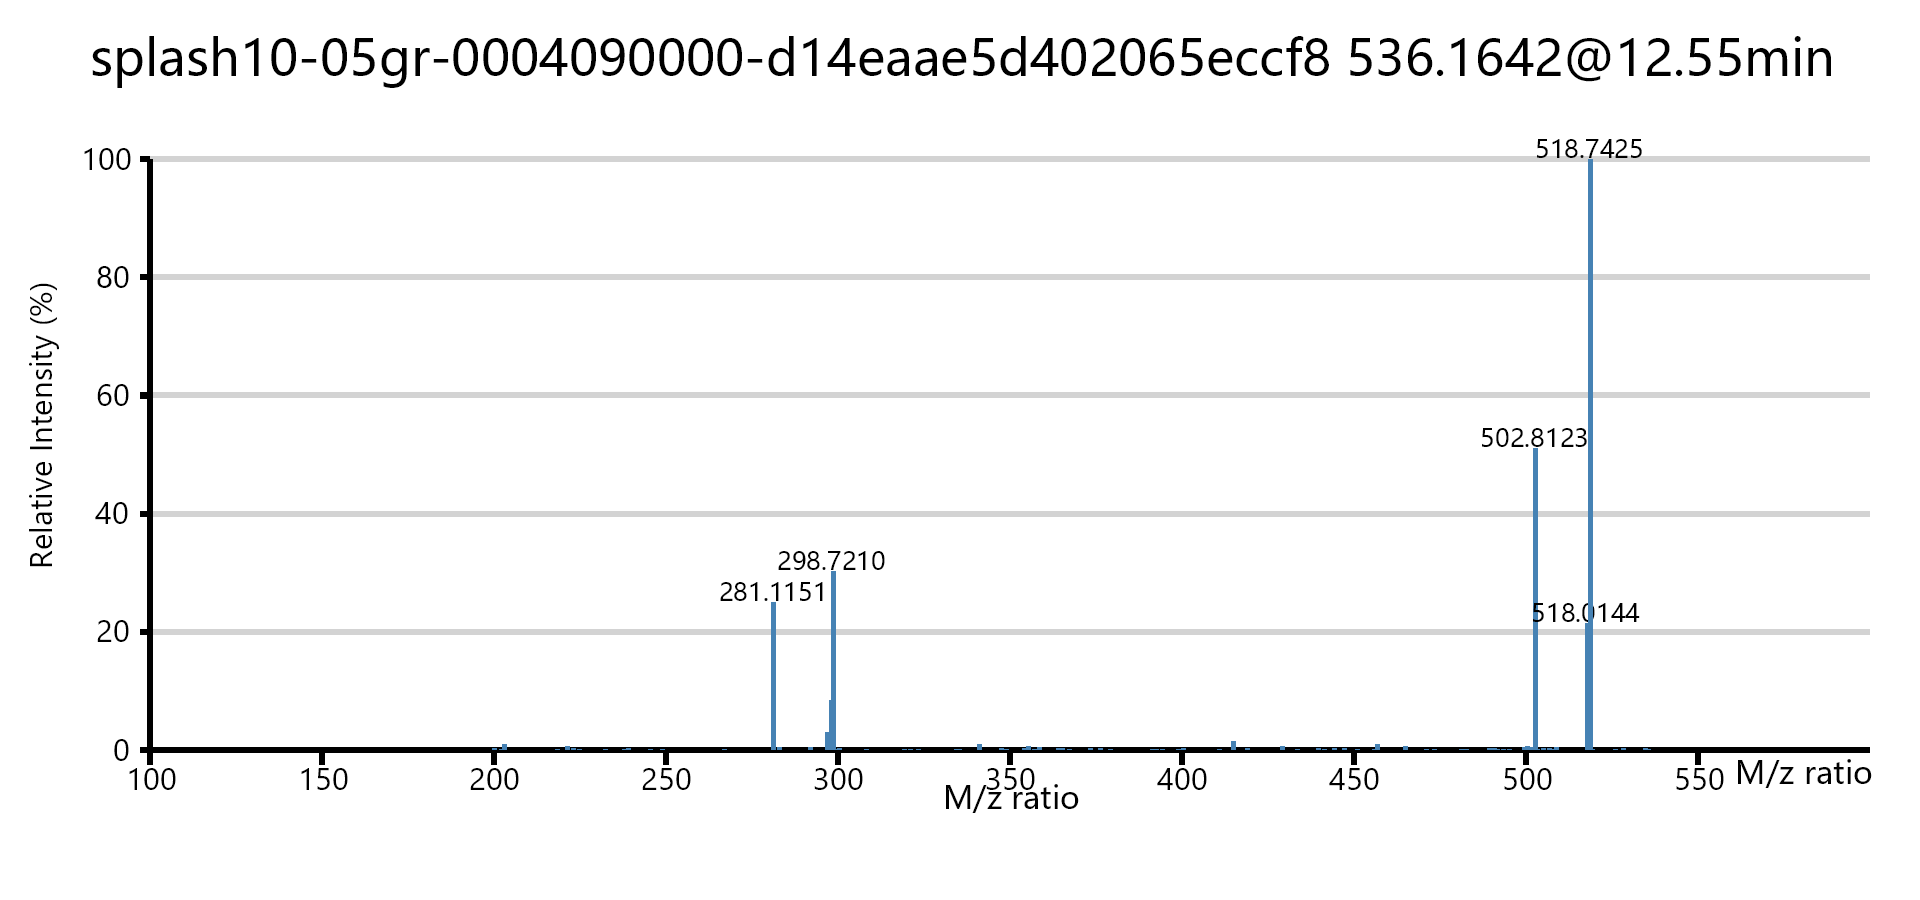 splash10-05gr-0004090000-d14eaae5d402065eccf8 536.1642@12.55min
Relative Intensity (%)
100
80
60
40
20
0
518.7425
502.8123
518.0144
298.7210
281.1151
100 150 200 250 300 350 400 450 500 550 M/z ratio
M/z ratio